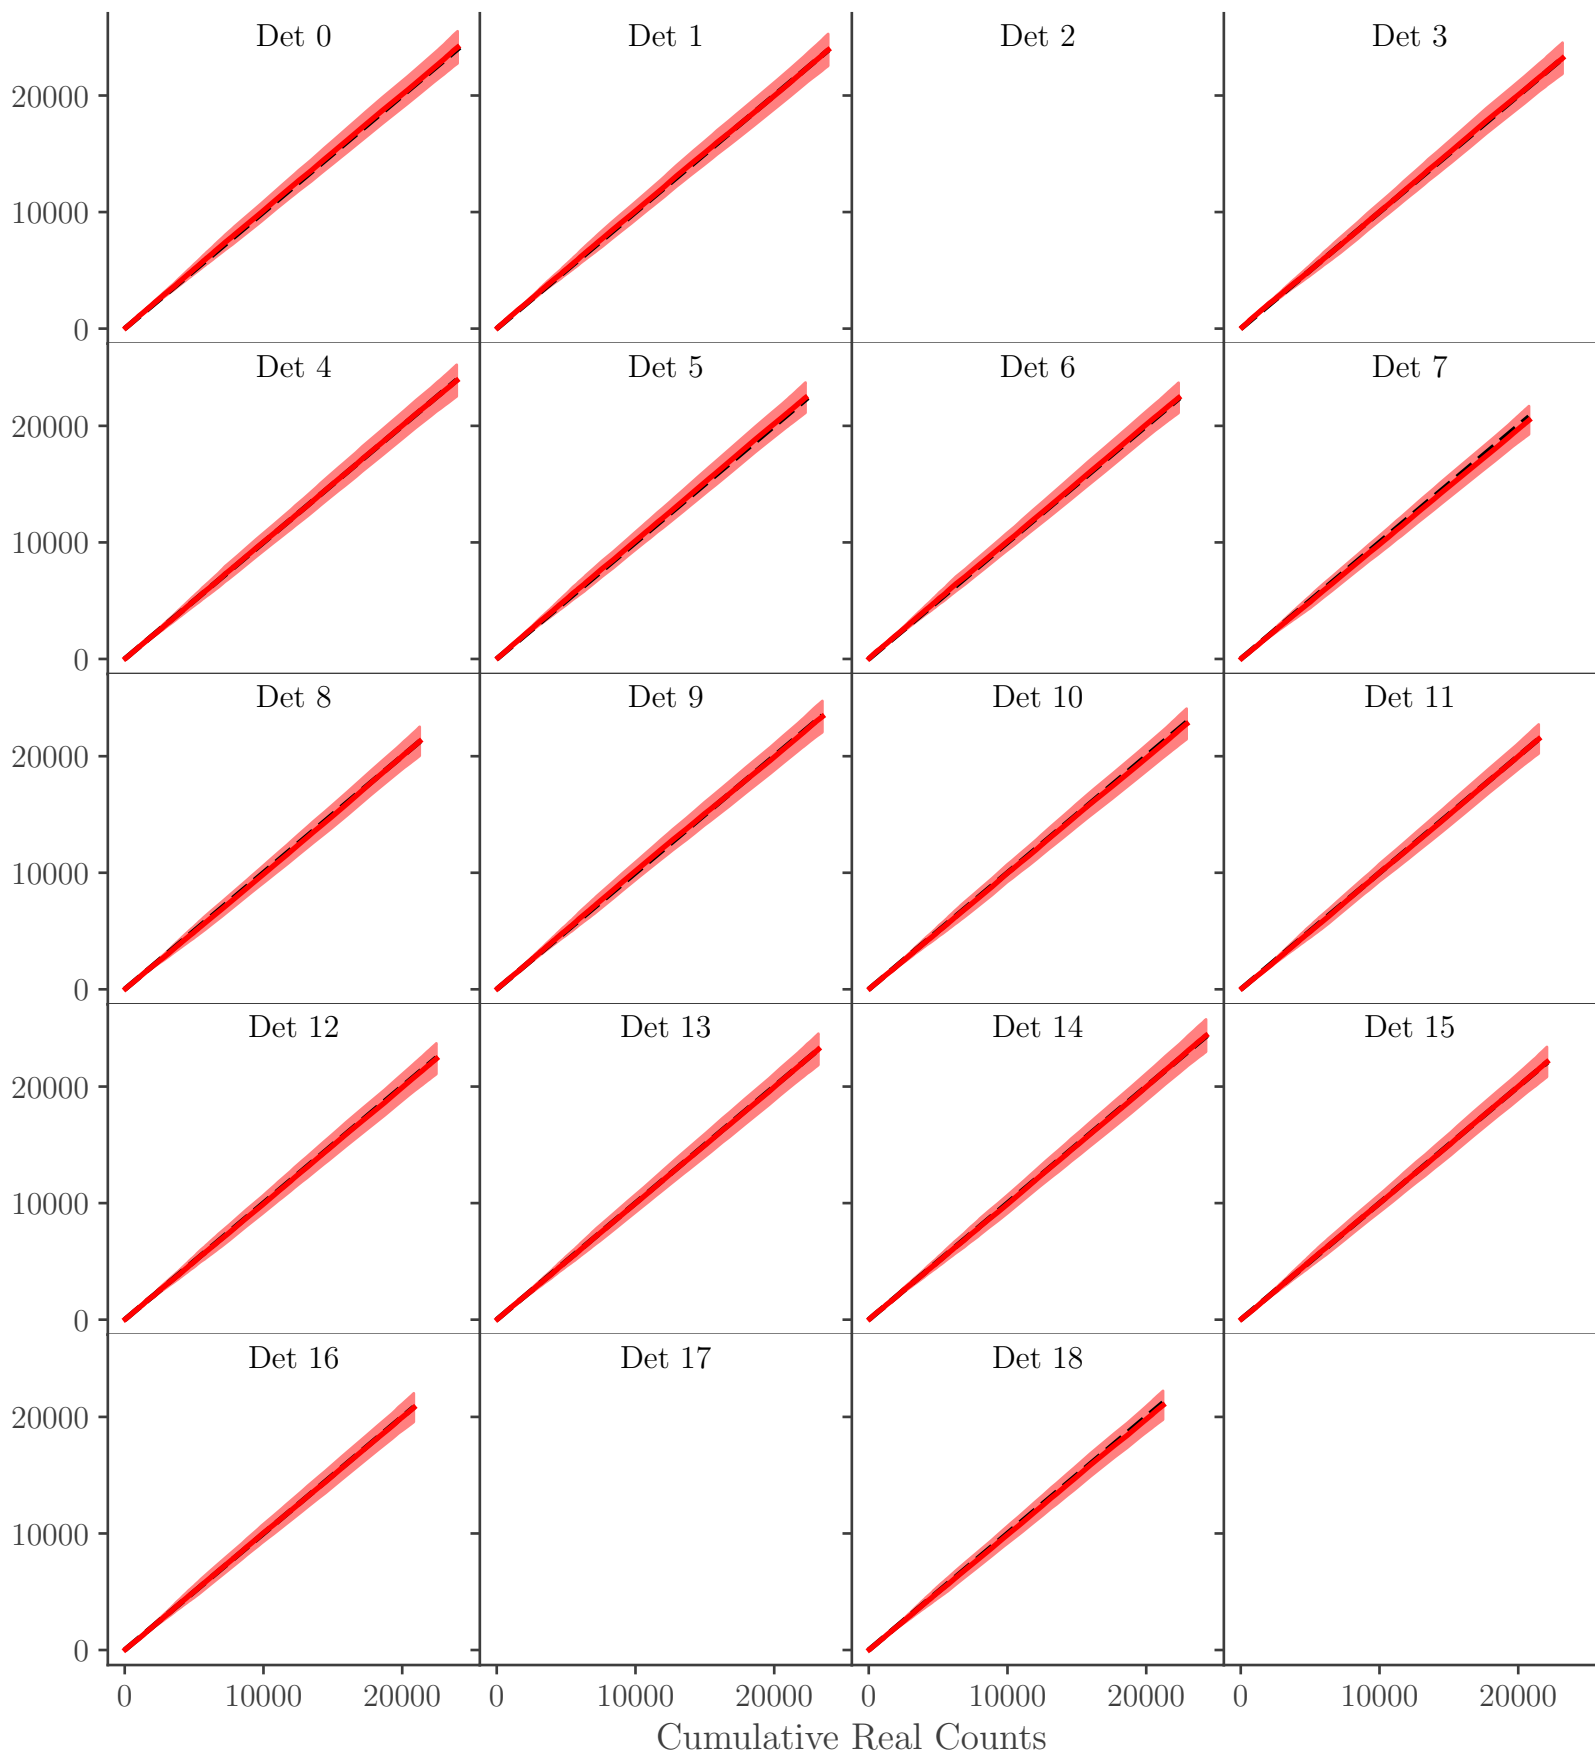 Det 0 Det 1 Det 2 Det 3
20000
10000
0
Det 4 Det 5 Det 6 Det 7
20000
10000
0
Det 8 Det 9 Det 10 Det 11
20000
10000
0
Det 12 Det 13 Det 14 Det 15
20000
10000
0
Det 16 Det 17 Det 18
20000
10000
0
0 10000 20000 0 10000 20000 0 10000 20000 0 10000 20000
Cumulative Real Counts